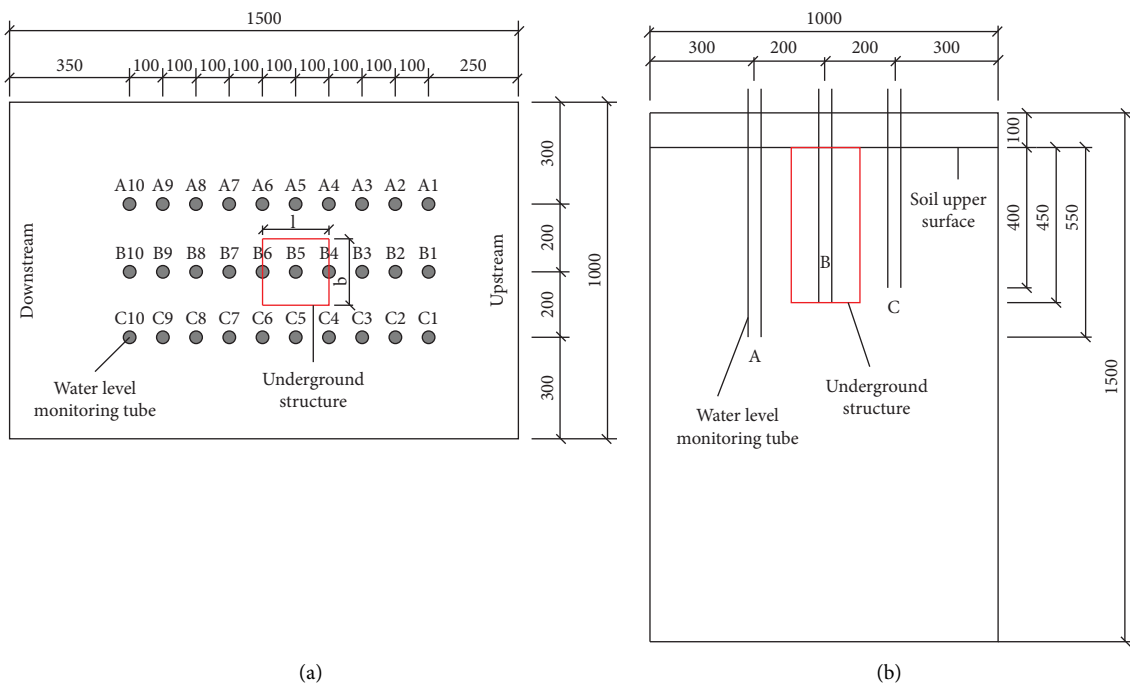 1500
350
100
100
100
100
100
100
100
100
100
250
Downstream
A10
A9
A8
A7
A6
A5
A4
A3
A2
A1
l
B10
B9
B8
B7
B6
B5
B4
B3
B2
B1
b
C10
C9
C8
C7
C6
C5
C4
C3
C2
C1
Upstream
Water level
monitoring tube
Underground
structure
300
200
200
300
1000
(a)
1000
300
200
200
300
B
C
A
Soil upper
surface
Underground
structure
Water level
monitoring tube
100
400
450
550
1500
(b)